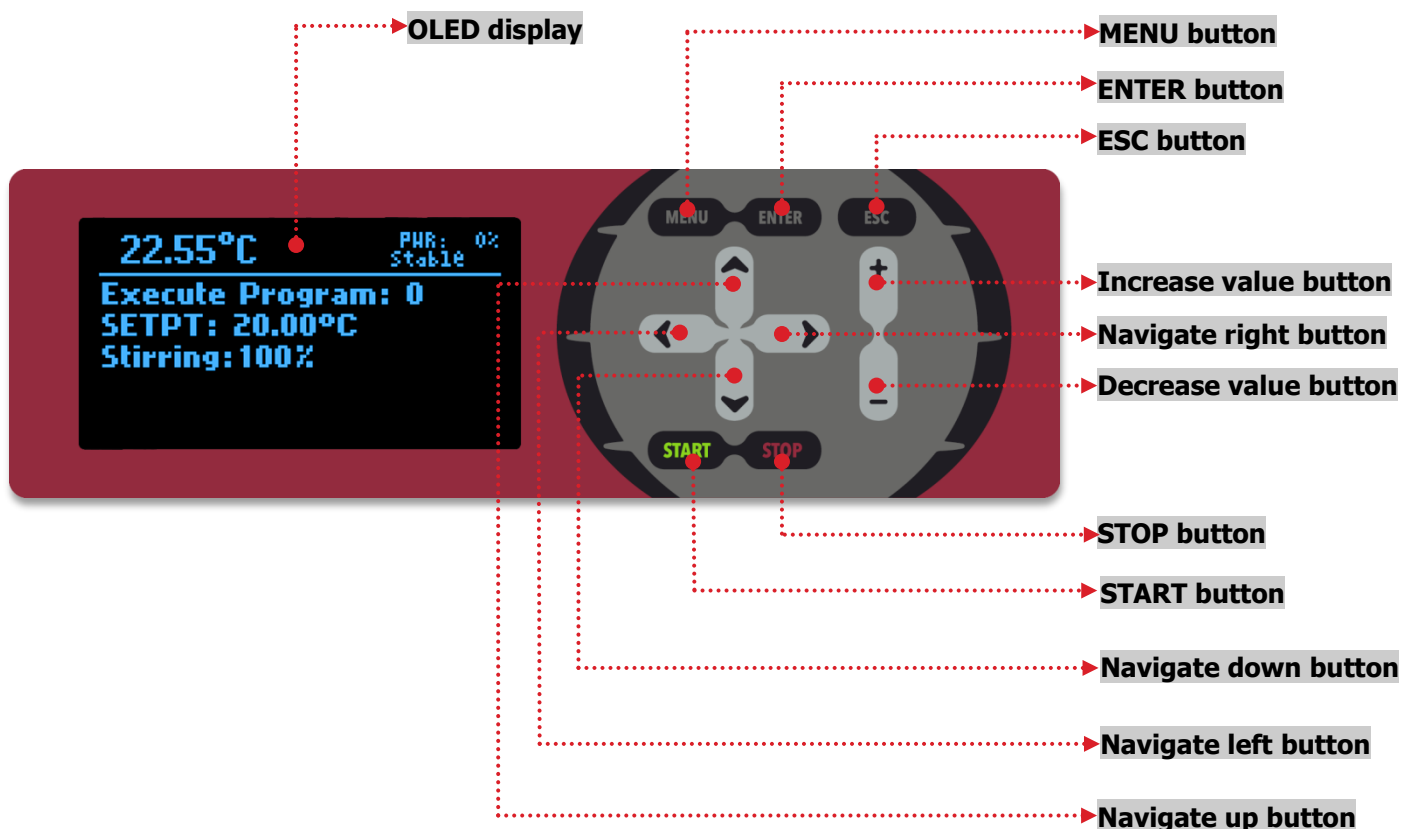 OLED display
MENU button
ENTER button
ESC button
MENU ENTER ESC
22.55°C PWR: 0%
Stable
Execute Program: 0
SETPT: 20.00°C
Stirring:100%
+
−
START STOP
Increase value button
Navigate right button
Decrease value button
STOP button
START button
Navigate down button
Navigate left button
Navigate up button